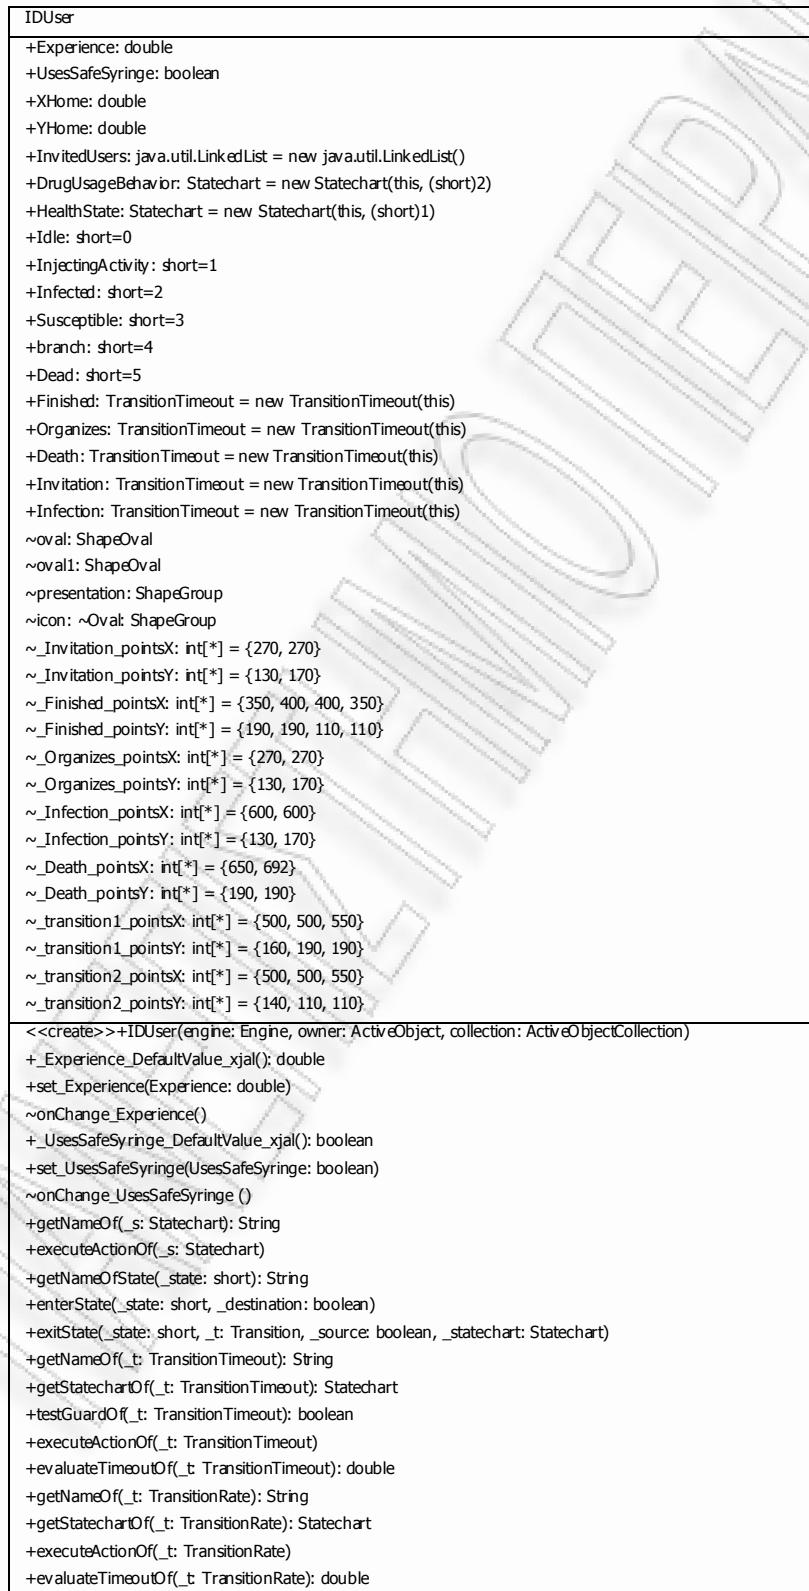 IDUser
+Experience: double
+UsesSafeSyringe: boolean
+XHome: double
+YHome: double
+InvitedUsers: java.util.LinkedList = new java.util.LinkedList()
+DrugUsageBehavior: Statechart = new Statechart(this, (short)2)
+HealthState: Statechart = new Statechart(this, (short)1)
+Idle: short=0
+InjectingActivity: short=1
+Infected: short=2
+Susceptible: short=3
+branch: short=4
+Dead: short=5
+Finished: TransitionTimeout = new TransitionTimeout(this)
+Organizes: TransitionTimeout = new TransitionTimeout(this)
+Death: TransitionTimeout = new TransitionTimeout(this)
+Invitation: TransitionTimeout = new TransitionTimeout(this)
+Infection: TransitionTimeout = new TransitionTimeout(this)
~oval: ShapeOval
~oval1: ShapeOval
~presentation: ShapeGroup
~icon: ~Oval: ShapeGroup
~_Invitation_pointsX: int[*] = {270, 270}
~_Invitation_pointsY: int[*] = {130, 170}
~_Finished_pointsX: int[*] = {350, 400, 400, 350}
~_Finished_pointsY: int[*] = {190, 190, 110, 110}
~_Organizes_pointsX: int[*] = {270, 270}
~_Organizes_pointsY: int[*] = {130, 170}
~_Infection_pointsX: int[*] = {600, 600}
~_Infection_pointsY: int[*] = {130, 170}
~_Death_pointsX: int[*] = {650, 692}
~_Death_pointsY: int[*] = {190, 190}
~_transition1_pointsX: int[*] = {500, 500, 550}
~_transition1_pointsY: int[*] = {160, 190, 190}
~_transition2_pointsX: int[*] = {500, 500, 550}
~_transition2_pointsY: int[*] = {140, 110, 110}
<<create>>+IDUser(engine: Engine, owner: ActiveObject, collection: ActiveObjectCollection)
+_Experience_DefaultValue_xjal(): double
+set_Experience(Experience: double)
~onChange_Experience()
+_UsesSafeSyringe_DefaultValue_xjal(): boolean
+set_UsesSafeSyringe(UsesSafeSyringe: boolean)
~onChange_UsesSafeSyringe ()
+getNameOf(_s: Statechart): String
+executeActionOf(_s: Statechart)
+getNameOfState(_state: short): String
+enterState(_state: short, _destination: boolean)
+exitState(_state: short, _t: Transition, _source: boolean, _statechart: Statechart)
+getNameOf(_t: TransitionTimeout): String
+getStatechartOf(_t: TransitionTimeout): Statechart
+testGuardOf(_t: TransitionTimeout): boolean
+executeActionOf(_t: TransitionTimeout)
+evaluateTimeoutOf(_t: TransitionTimeout): double
+getNameOf(_t: TransitionRate): String
+getStatechartOf(_t: TransitionRate): Statechart
+executeActionOf(_t: TransitionRate)
+evaluateTimeoutOf(_t: TransitionRate): double